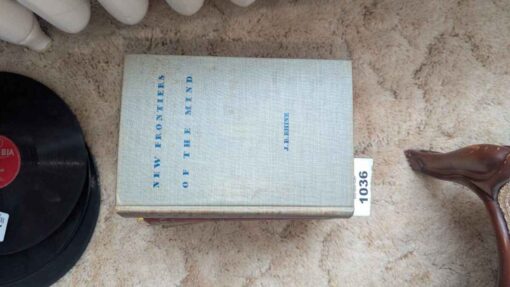 NEW FRONTIERS
OF THE MIND
J. B. RHINE
1036
BIA